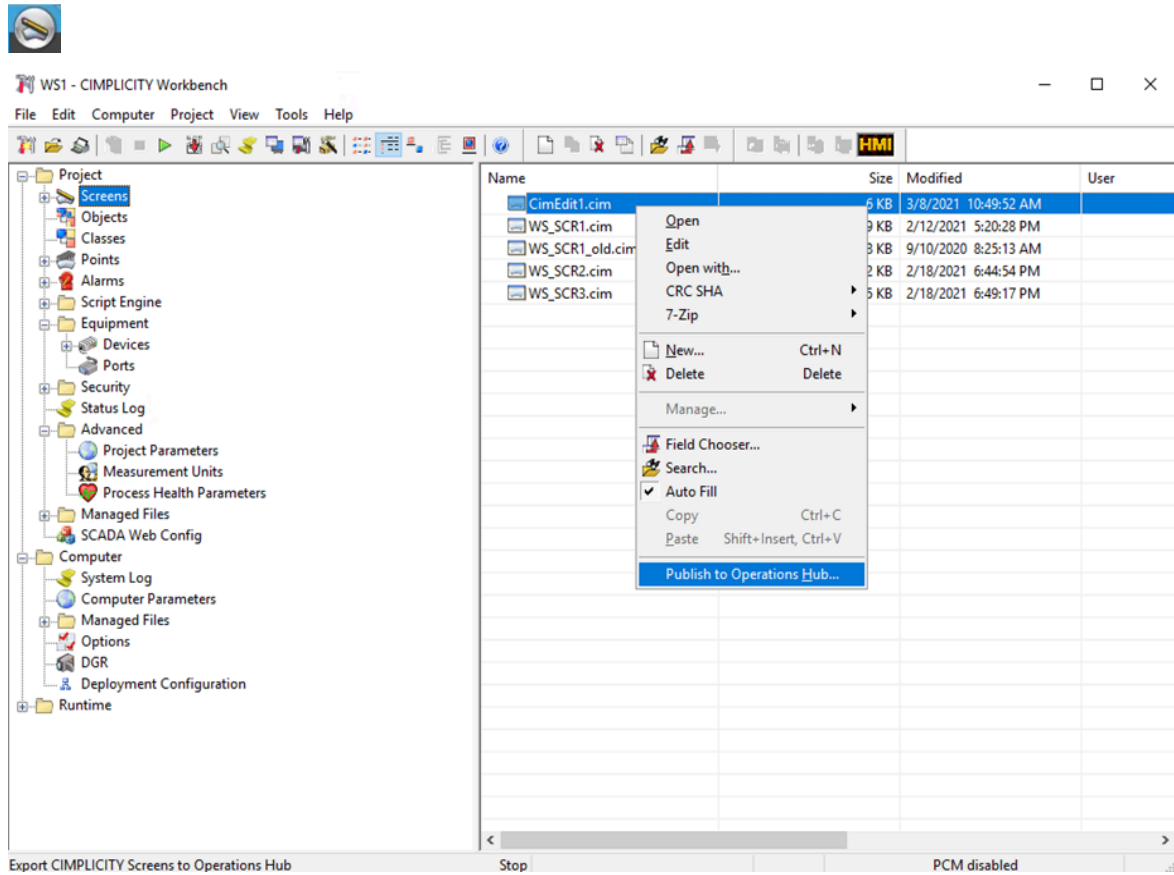 WS1 - CIMPLICITY Workbench
File Edit Computer Project View Tools Help
HMI
Project
Screens
Objects
Classes
Points
Alarms
Script Engine
Equipment
Devices
Ports
Security
Status Log
Advanced
Project Parameters
Measurement Units
Process Health Parameters
Managed Files
SCADA Web Config
Computer
System Log
Computer Parameters
Managed Files
Options
DGR
Deployment Configuration
Runtime
Name Size Modified User
CimEdit1.cim 6 KB 3/8/2021 10:49:52 AM
WS_SCR1.cim 9 KB 2/12/2021 5:20:28 PM
WS_SCR1_old.cim 3 KB 9/10/2020 8:25:13 AM
WS_SCR2.cim 2 KB 2/18/2021 6:44:54 PM
WS_SCR3.cim 5 KB 2/18/2021 6:49:17 PM
Open
Edit
Open with...
CRC SHA
7-Zip
New... Ctrl+N
Delete Delete
Manage...
Field Chooser...
Search...
Auto Fill
Copy Ctrl+C
Paste Shift+Insert, Ctrl+V
Publish to Operations Hub...
Export CIMPLICITY Screens to Operations Hub Stop PCM disabled